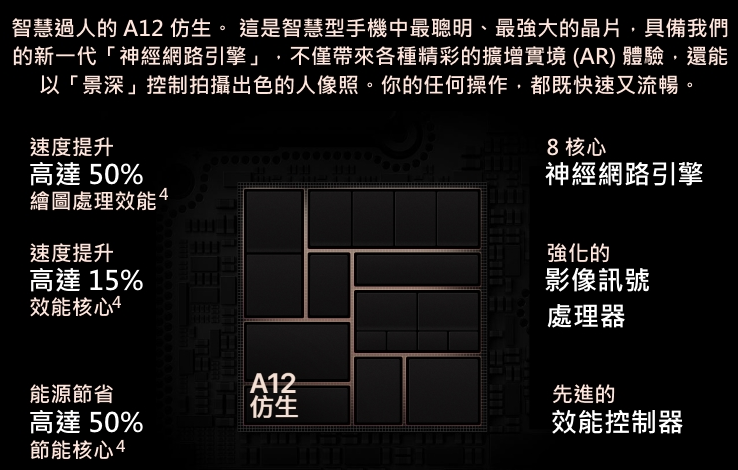 智慧過人的 A12 仿生。 這是智慧型手機中最聰明、最強大的晶片，具備我們
的新一代「神經網路引擎」，不僅帶來各種精彩的擴增實境 (AR) 體驗，還能
以「景深」控制拍攝出色的人像照。你的任何操作，都既快速又流暢。
速度提升
高達 50%
繪圖處理效能4
速度提升
高達 15%
效能核心4
能源節省
高達 50%
節能核心4
A12
仿生
8 核心
神經網路引擎
強化的
影像訊號
處理器
先進的
效能控制器